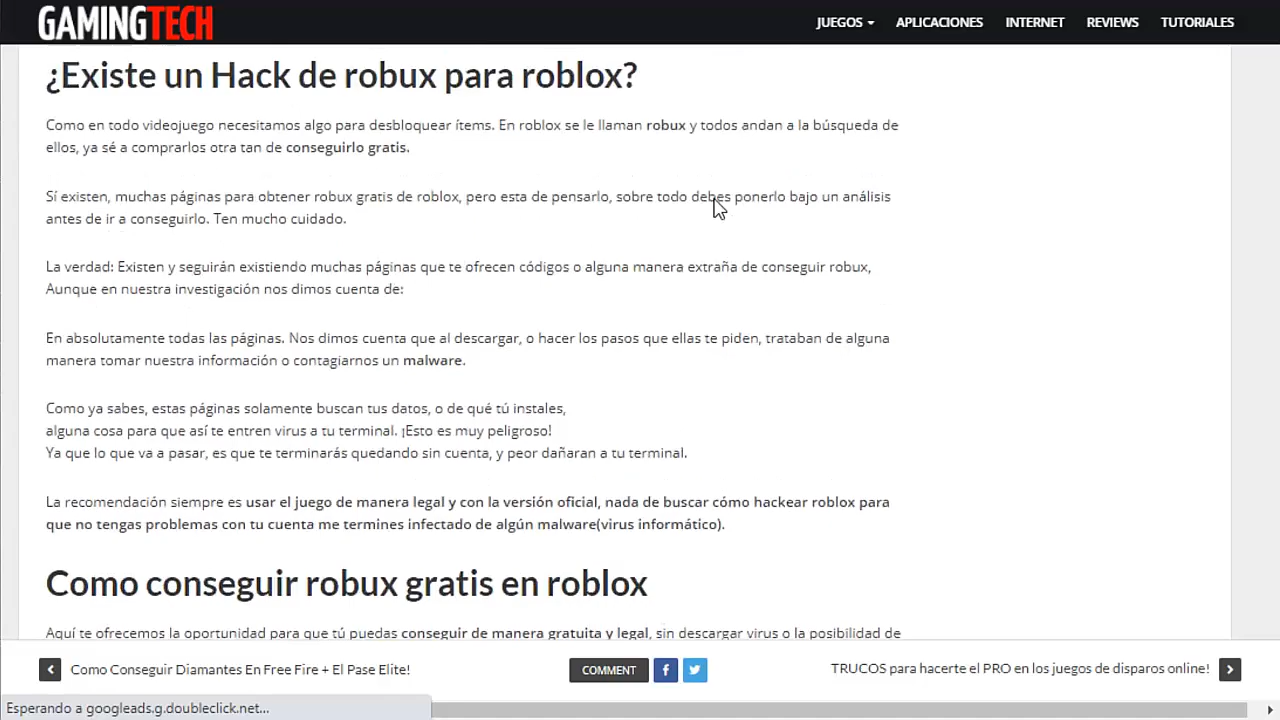 GAMINGTECH
JUEGOS APLICACIONES INTERNET REVIEWS TUTORIALES
¿Existe un Hack de robux para roblox?
Como en todo videojuego necesitamos algo para desbloquear ítems. En roblox se le llaman robux y todos andan a la búsqueda de
ellos, ya sé a comprarlos otra tan de conseguirlo gratis.
Sí existen, muchas páginas para obtener robux gratis de roblox, pero esta de pensarlo, sobre todo debes ponerlo bajo un análisis
antes de ir a conseguirlo. Ten mucho cuidado.
La verdad: Existen y seguirán existiendo muchas páginas que te ofrecen códigos o alguna manera extraña de conseguir robux,
Aunque en nuestra investigación nos dimos cuenta de:
En absolutamente todas las páginas. Nos dimos cuenta que al descargar, o hacer los pasos que ellas te piden, trataban de alguna
manera tomar nuestra información o contagiarnos un malware.
Como ya sabes, estas páginas solamente buscan tus datos, o de qué tú instales,
alguna cosa para que así te entren virus a tu terminal. ¡Esto es muy peligroso!
Ya que lo que va a pasar, es que te terminarás quedando sin cuenta, y peor dañaran a tu terminal.
La recomendación siempre es usar el juego de manera legal y con la versión oficial, nada de buscar cómo hackear roblox para
que no tengas problemas con tu cuenta me termines infectado de algún malware(virus informático).
Como conseguir robux gratis en roblox
Aquí te ofrecemos la oportunidad para que tú puedas conseguir de manera gratuita y legal, sin descargar virus o la posibilidad de
Como Conseguir Diamantes En Free Fire + El Pase Elite! COMMENT TRUCOS para hacerte el PRO en los juegos de disparos online!
Esperando a googleads.g.doubleclick.net...